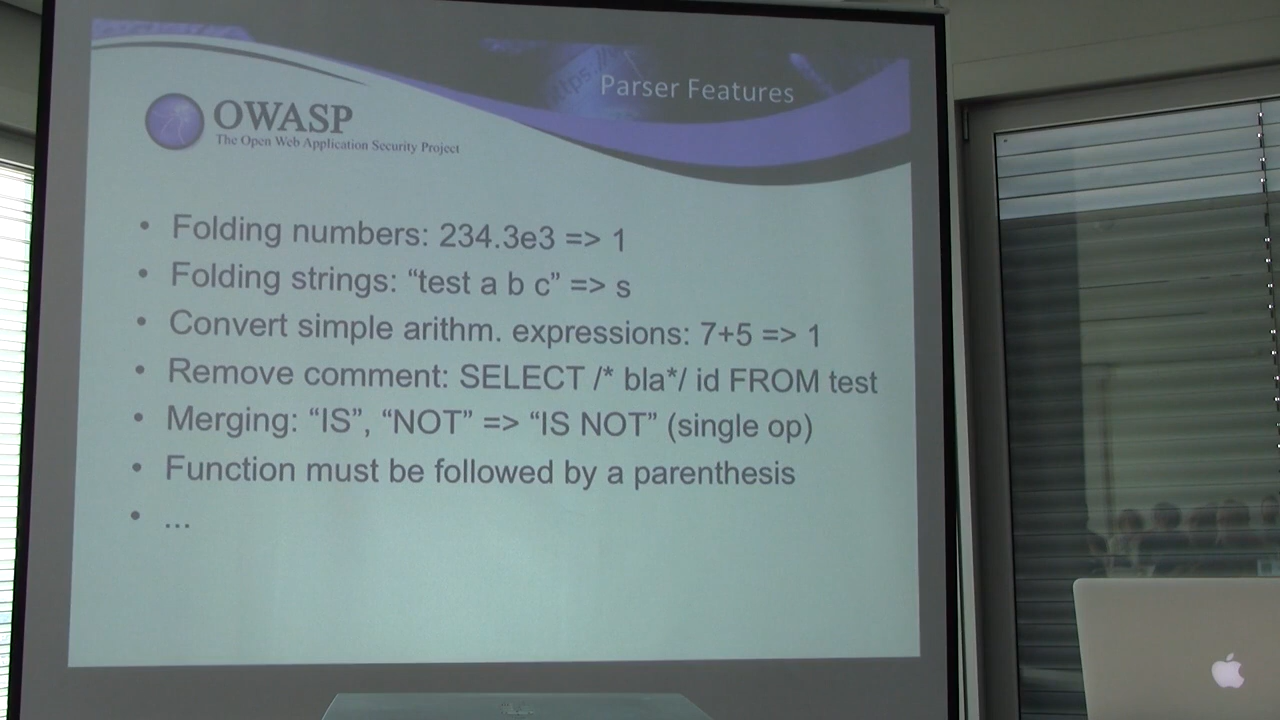 https://
Parser Features
OWASP
The Open Web Application Security Project
• Folding numbers: 234.3e3 => 1
• Folding strings: “test a b c” => s
• Convert simple arithm. expressions: 7+5 => 1
• Remove comment: SELECT /* bla*/ id FROM test
• Merging: “IS”, “NOT” => “IS NOT” (single op)
• Function must be followed by a parenthesis
• ...